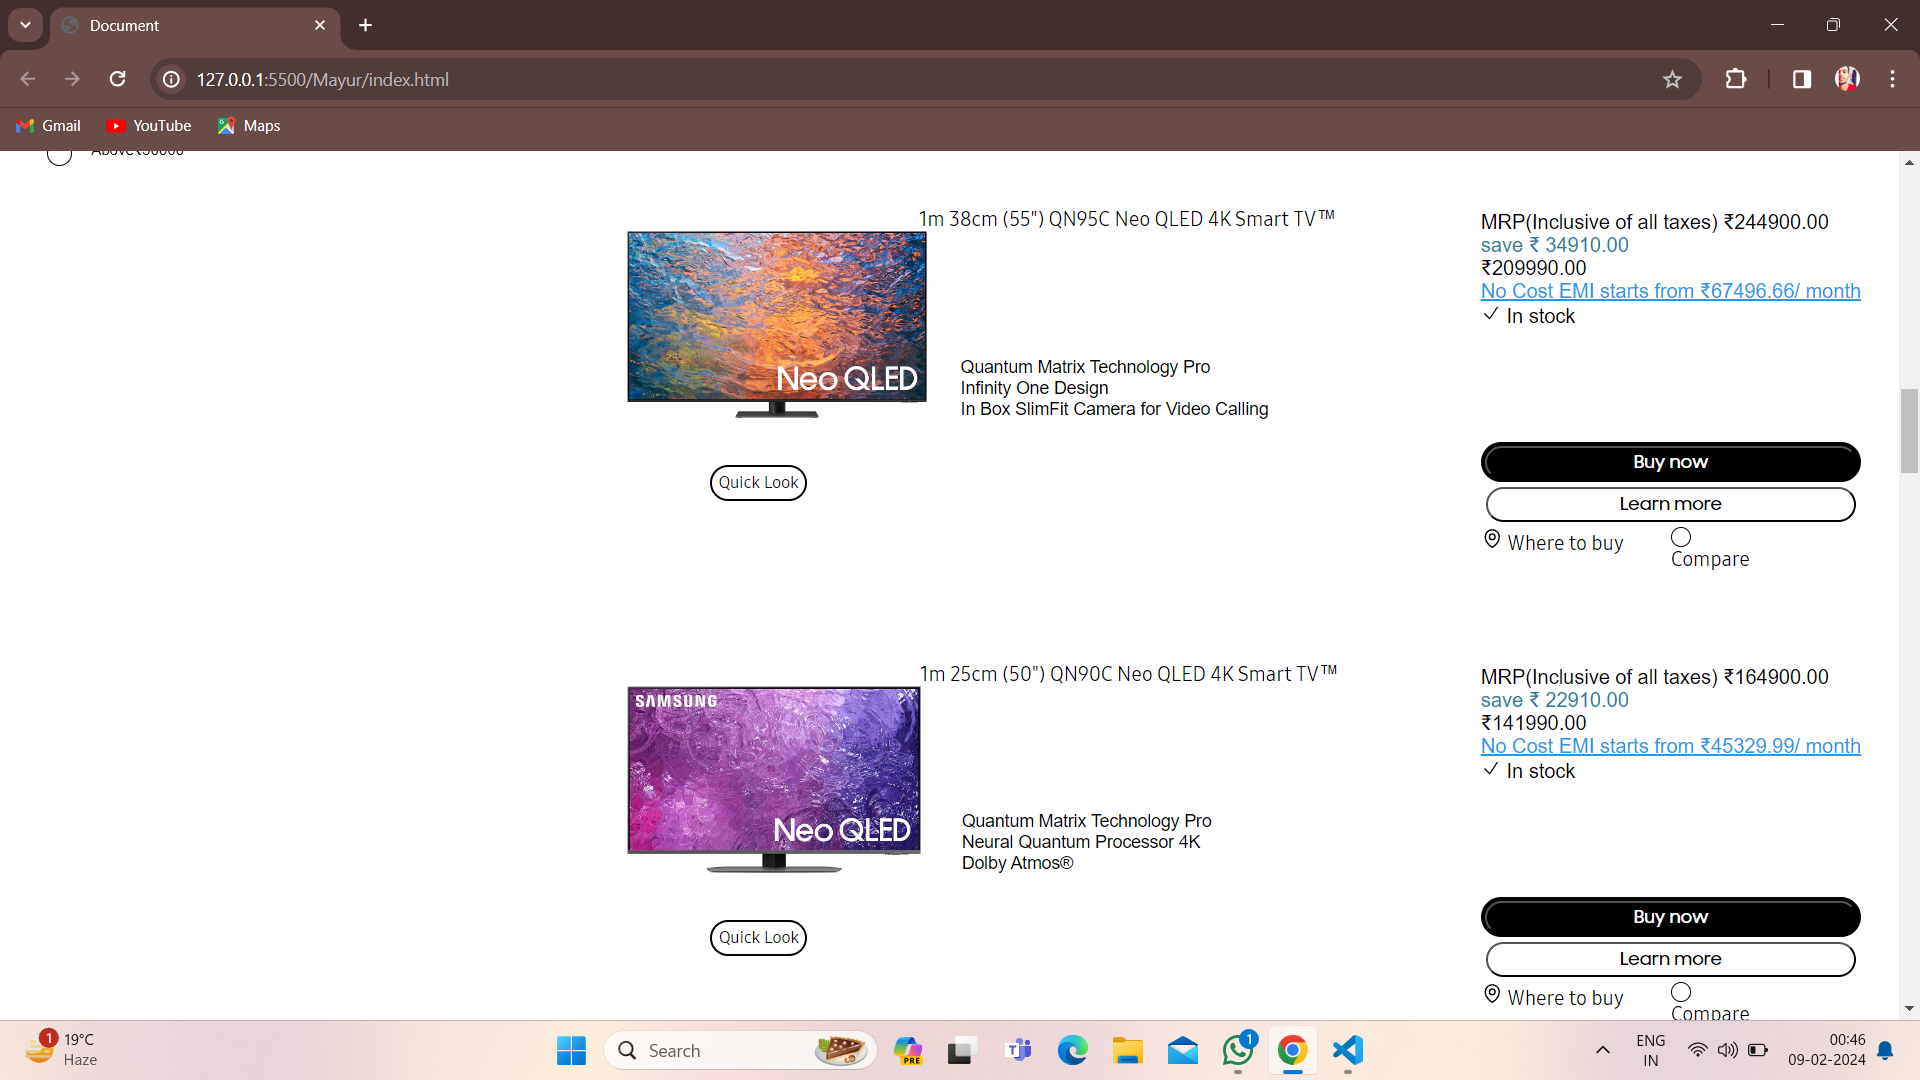 Document
127.0.0.1:5500/Mayur/index.html
Gmail
YouTube
Maps
Above₹50000
1m 38cm (55") QN95C Neo QLED 4K Smart TV™
Neo QLED
Quantum Matrix Technology Pro
Infinity One Design
In Box SlimFit Camera for Video Calling
Quick Look
MRP(Inclusive of all taxes) ₹244900.00
save ₹ 34910.00
₹209990.00
No Cost EMI starts from ₹67496.66/ month
In stock
Buy now
Learn more
Where to buy
Compare
1m 25cm (50") QN90C Neo QLED 4K Smart TV™
SAMSUNG
Neo QLED
Quantum Matrix Technology Pro
Neural Quantum Processor 4K
Dolby Atmos®
Quick Look
MRP(Inclusive of all taxes) ₹164900.00
save ₹ 22910.00
₹141990.00
No Cost EMI starts from ₹45329.99/ month
In stock
Buy now
Learn more
Where to buy
Compare
1
19°C
Haze
Search
PRE
1
ENG
IN
00:46
09-02-2024